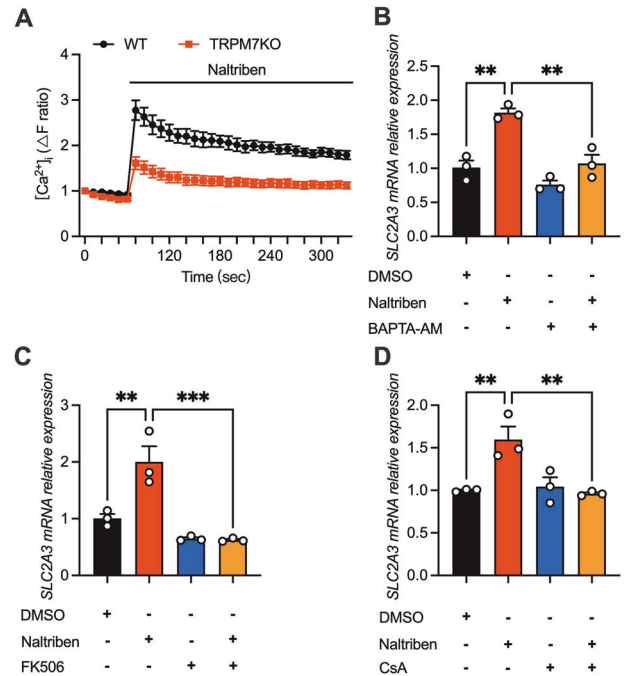 A
WT TRPM7KO
Naltriben
[Ca²⁺]ᵢ (△F ratio)
4
3
2
1
0
0 60 120 180 240 300
Time (sec)
B
SLC2A3 mRNA relative expression
2.5
2.0
1.5
1.0
0.5
0.0
** **
DMSO + - - -
Naltriben - + - +
BAPTA-AM - - + +
C
SLC2A3 mRNA relative expression
3
2
1
0
** ***
DMSO + - - -
Naltriben - + - +
FK506 - - + +
D
SLC2A3 mRNA relative expression
2.0
1.5
1.0
0.5
0.0
** **
DMSO + - - -
Naltriben - + - +
CsA - - + +